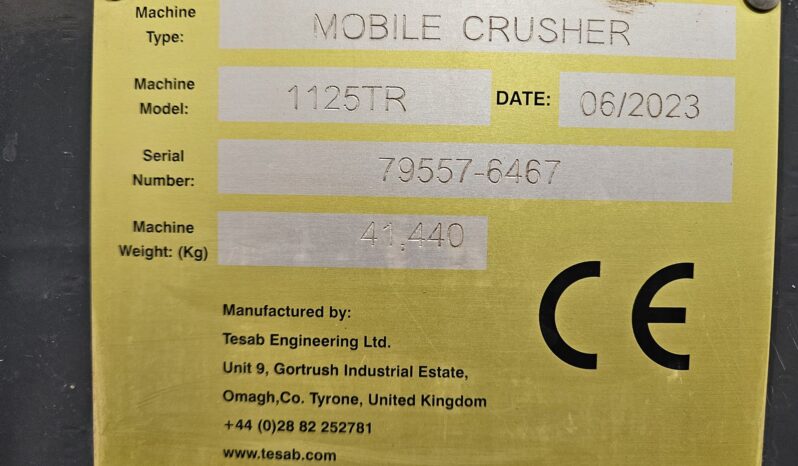 Machine Type: MOBILE CRUSHER
Machine Model: 1125TR DATE: 06/2023
Serial Number: 79557-6467
Machine Weight: (Kg) 41,440
Manufactured by:
Tesab Engineering Ltd.
Unit 9, Gortrush Industrial Estate,
Omagh,Co. Tyrone, United Kingdom
+44 (0)28 82 252781
www.tesab.com
CE